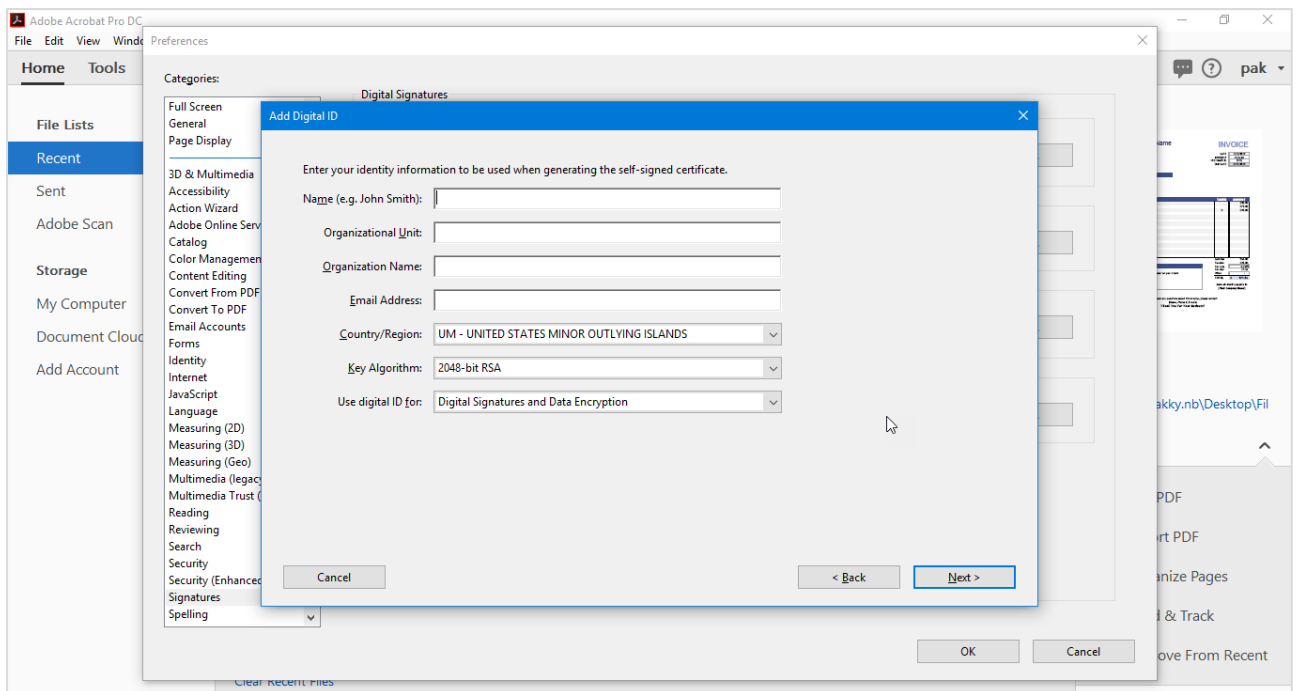 Adobe Acrobat Pro DC
File Edit View Windo
Home Tools
pak
File Lists
Recent
Sent
Adobe Scan
Storage
My Computer
Document Cloud
Add Account
Preferences
Categories:
Full Screen
General
Page Display
3D & Multimedia
Accessibility
Action Wizard
Adobe Online Serv
Catalog
Color Managemen
Content Editing
Convert From PDF
Convert To PDF
Email Accounts
Forms
Identity
Internet
JavaScript
Language
Measuring (2D)
Measuring (3D)
Measuring (Geo)
Multimedia (legacy
Multimedia Trust (
Reading
Reviewing
Search
Security
Security (Enhanced
Signatures
Spelling
Digital Signatures
Add Digital ID
Enter your identity information to be used when generating the self-signed certificate.
Name (e.g. John Smith):
Organizational Unit:
Organization Name:
Email Address:
Country/Region: UM - UNITED STATES MINOR OUTLYING ISLANDS
Key Algorithm: 2048-bit RSA
Use digital ID for: Digital Signatures and Data Encryption
Cancel < Back Next >
OK Cancel
INVOICE
akky.nb\Desktop\Fil
PDF
ort PDF
anize Pages
d & Track
ove From Recent
Clear Recent Files